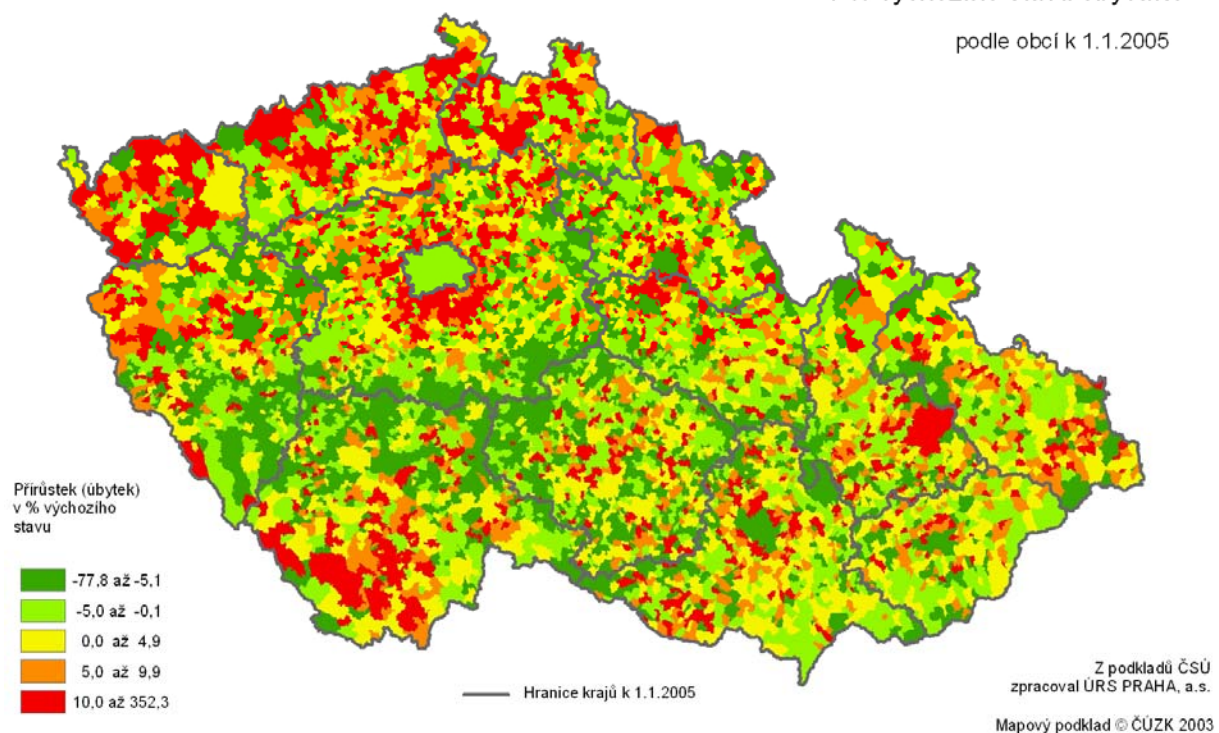 podle obcí k 1.1.2005
Přírůstek (úbytek)
v % výchozího
stavu
-77,8 až -5,1
-5,0 až -0,1
0,0 až 4,9
5,0 až 9,9
10,0 až 352,3
Hranice krajů k 1.1.2005
Z podkladů ČSÚ
zpracoval ÚRS PRAHA, a.s.
Mapový podklad © ČÚZK 2003